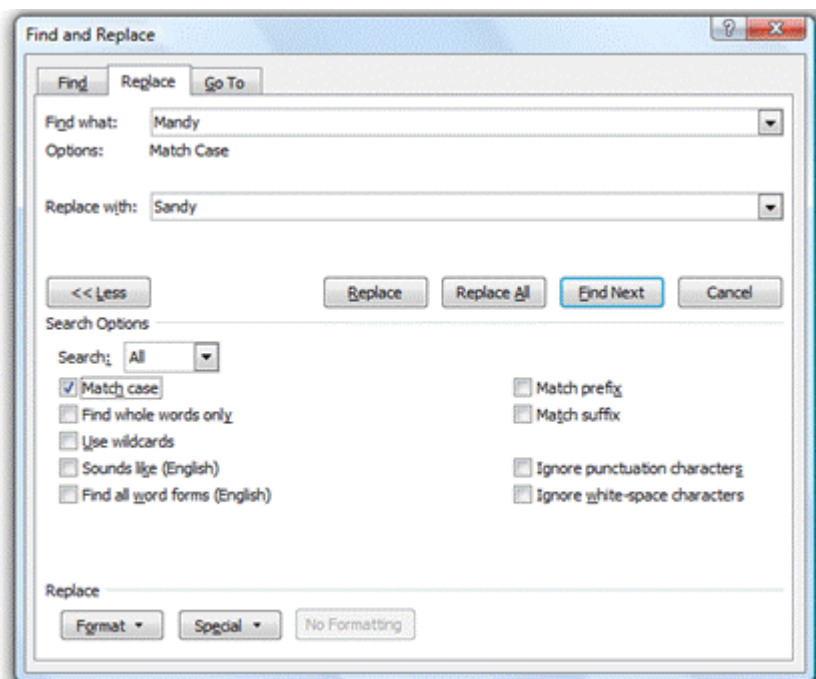 Find and Replace
Find Replace Go To
Find what: Mandy
Options: Match Case
Replace with: Sandy
<< Less Replace Replace All Find Next Cancel
Search Options
Search: All
Match case Match prefix
Find whole words only Match suffix
Use wildcards
Sounds like (English) Ignore punctuation characters
Find all word forms (English) Ignore white-space characters
Replace
Format Special No Formatting